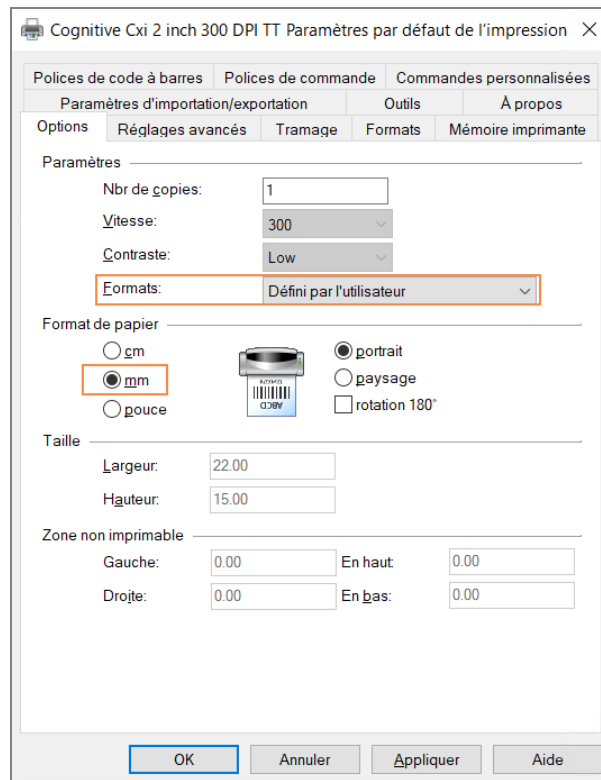 Cognitive Cxi 2 inch 300 DPI TT Paramètres par défaut de l'impression
Polices de code à barres Polices de commande Commandes personnalisées
Paramètres d'importation/exportation Outils À propos
Options Réglages avancés Tramage Formats Mémoire imprimante
Paramètres
Nbr de copies: 1
Vitesse: 300
Contraste: Low
Formats: Défini par l'utilisateur
Format de papier
cm portrait
mm paysage
pouce rotation 180°
12345678
ABCD
Taille
Largeur: 22.00
Hauteur: 15.00
Zone non imprimable
Gauche: 0.00 En haut: 0.00
Droite: 0.00 En bas: 0.00
OK Annuler Appliquer Aide